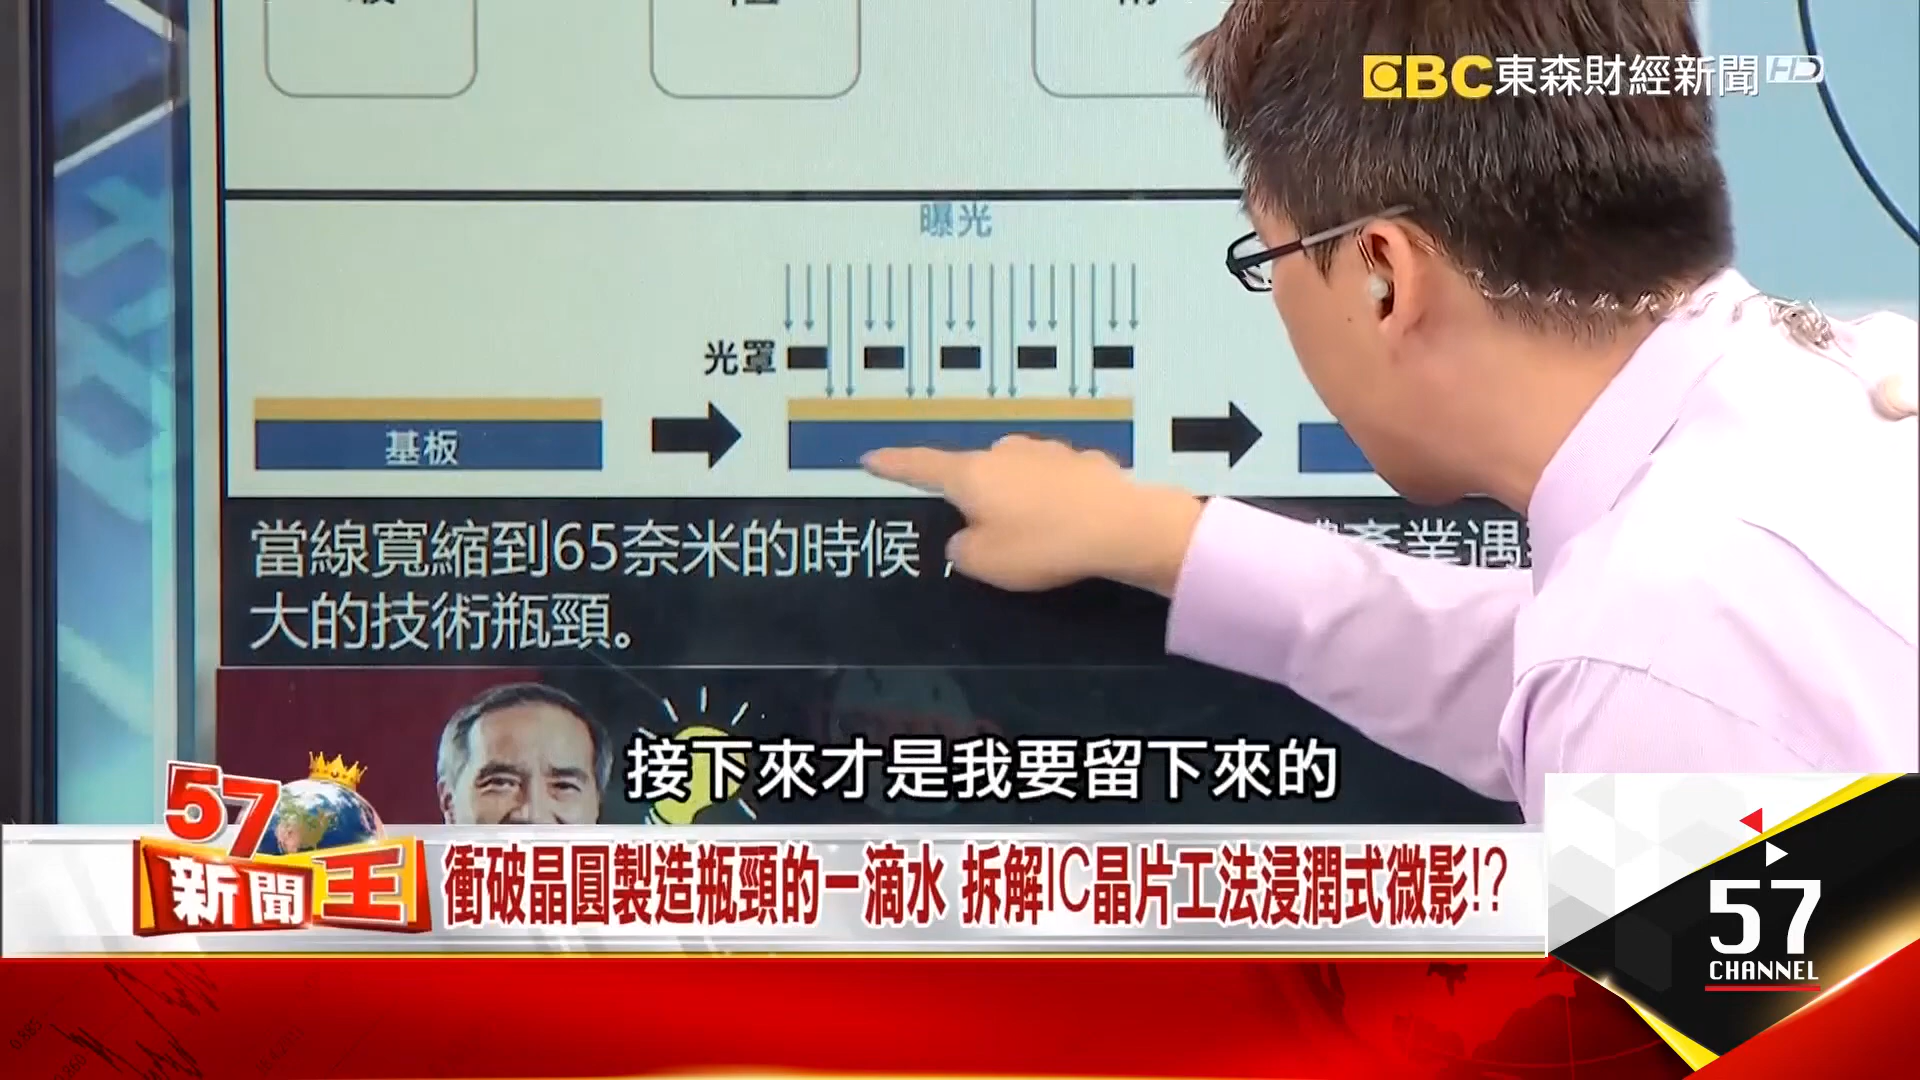 EBC東森財經新聞HD
曝光
光罩
基板
當線寬縮到65奈米的時候，
產業遇
大的技術瓶頸。
接下來才是我要留下來的
57
新聞王
衝破晶圓製造瓶頸的一滴水 拆解IC晶片工法浸潤式微影!?
57
CHANNEL